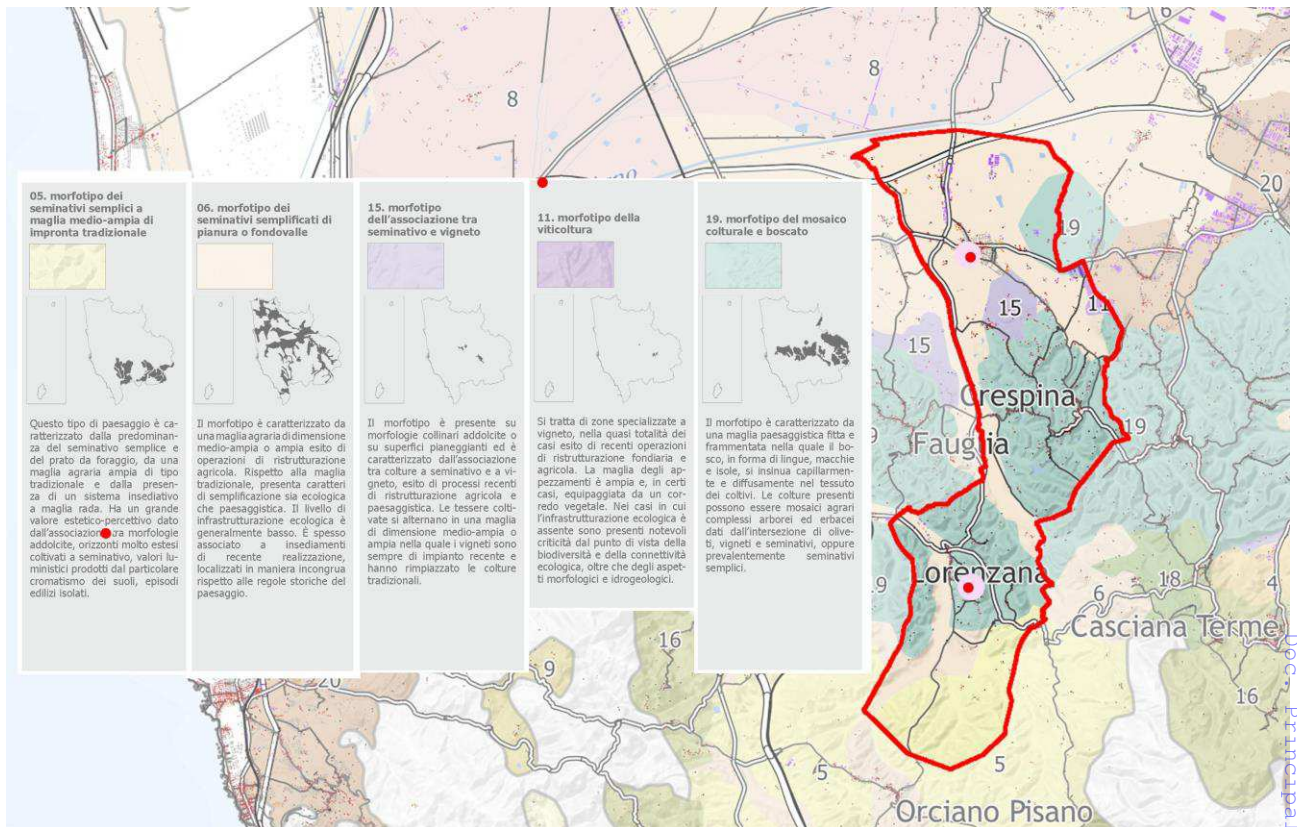 05. morfotipo dei
seminativi semplici a
maglia medio-ampia di
impronta tradizionale
Questo tipo di paesaggio è ca-
ratterizzato dalla predominan-
za del seminativo semplice e
del prato da foraggio, da una
maglia agraria ampia di tipo
tradizionale e dalla presen-
za di un sistema insediativo
a maglia rada. Ha un grande
valore estetico-percettivo dato
dall'associazione tra morfologie
addolcite, orizzonti molto estesi
coltivati a seminativo, valori lu-
ministici prodotti dal particolare
cromatismo dei suoli, episodi
edilizi isolati.
06. morfotipo dei
seminativi semplificati di
pianura o fondovalle
Il morfotipo è caratterizzato da
una maglia agraria di dimensione
medio-ampia o ampia esito di
operazioni di ristrutturazione
agricola. Rispetto alla maglia
tradizionale, presenta caratteri
di semplificazione sia ecologica
che paesaggistica. Il livello di
infrastrutturazione ecologica è
generalmente basso. È spesso
associato a insediamenti
di recente realizzazione,
localizzati in maniera incongrua
rispetto alle regole storiche del
paesaggio.
15. morfotipo
dell'associazione tra
seminativo e vigneto
Il morfotipo è presente su
morfologie collinari addolcite o
su superfici pianeggianti ed è
caratterizzato dall'associazione
tra colture a seminativo e a vi-
gneto, esito di processi recenti
di ristrutturazione agricola e
paesaggistica. Le tessere colti-
vate si alternano in una maglia
di dimensione medio-ampia o
ampia nella quale i vigneti sono
sempre di impianto recente e
hanno rimpiazzato le colture
tradizionali.
11. morfotipo della
viticoltura
Si tratta di zone specializzate a
vigneto, nella quasi totalità dei
casi esito di recenti operazioni
di ristrutturazione fondiaria e
agricola. La maglia degli ap-
pezzamenti è ampia e, in certi
casi, equipaggiata da un cor-
redo vegetale. Nei casi in cui
l'infrastruttura ecologica è
assente sono presenti notevoli
criticità dal punto di vista della
biodiversità e della connettività
ecologica, oltre che degli aspet-
ti morfologici e idrogeologici.
19. morfotipo del mosaico
colturale e boscato
Il morfotipo è caratterizzato da
una maglia paesaggistica fitta e
frammentata nella quale il bo-
sco, in forma di lingue, macchie
e isole, si insinua capillarmen-
te e diffusamente nel tessuto
dei coltivi. Le colture presenti
possono essere mosaici agrari
complessi arborei ed erbacei
dati dall'intersezione di olive-
ti, vigneti e seminativi, oppure
prevalentemente seminativi
semplici.
6
8
8
20
19
15
11
15
Crespina
Fauglia
19
9
Lorenzana
19
6
18
4
Casciana Terme
16
16
9
20
5
5
Orciano Pisano
Doc. Principal